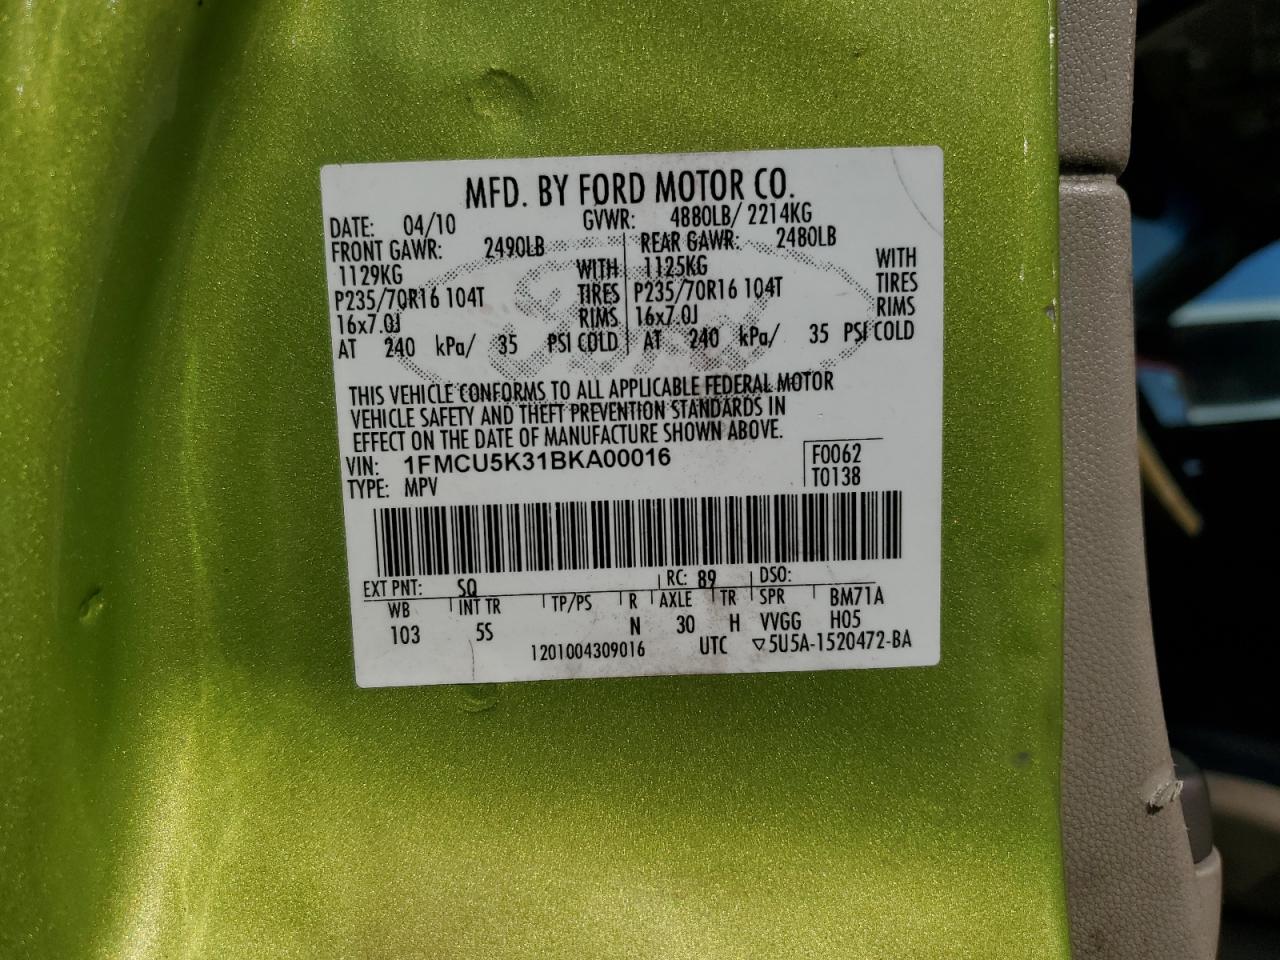 MFD. BY FORD MOTOR CO.
DATE: 04/10 GVWR: 4880LB/ 2214KG
FRONT GAWR: 2490LB REAR GAWR: 2480LB
1129KG WITH 1125KG WITH
P235/70R16 104T TIRES P235/70R16 104T TIRES
16x7.0J RIMS 16x7.0J RIMS
AT 240 kPa/ 35 PSI COLD AT 240 kPa/ 35 PSI COLD
THIS VEHICLE CONFORMS TO ALL APPLICABLE FEDERAL MOTOR
VEHICLE SAFETY AND THEFT PREVENTION STANDARDS IN
EFFECT ON THE DATE OF MANUFACTURE SHOWN ABOVE.
VIN: 1FMCU5K31BKA00016 F0062
TYPE: MPV T0138
EXT PNT: SQ RC: 89 DSO:
WB INT TR TP/PS R AXLE TR SPR BM71A
103 5S N 30 H VVGG H05
1201004309016 UTC ▽5U5A-1520472-BA